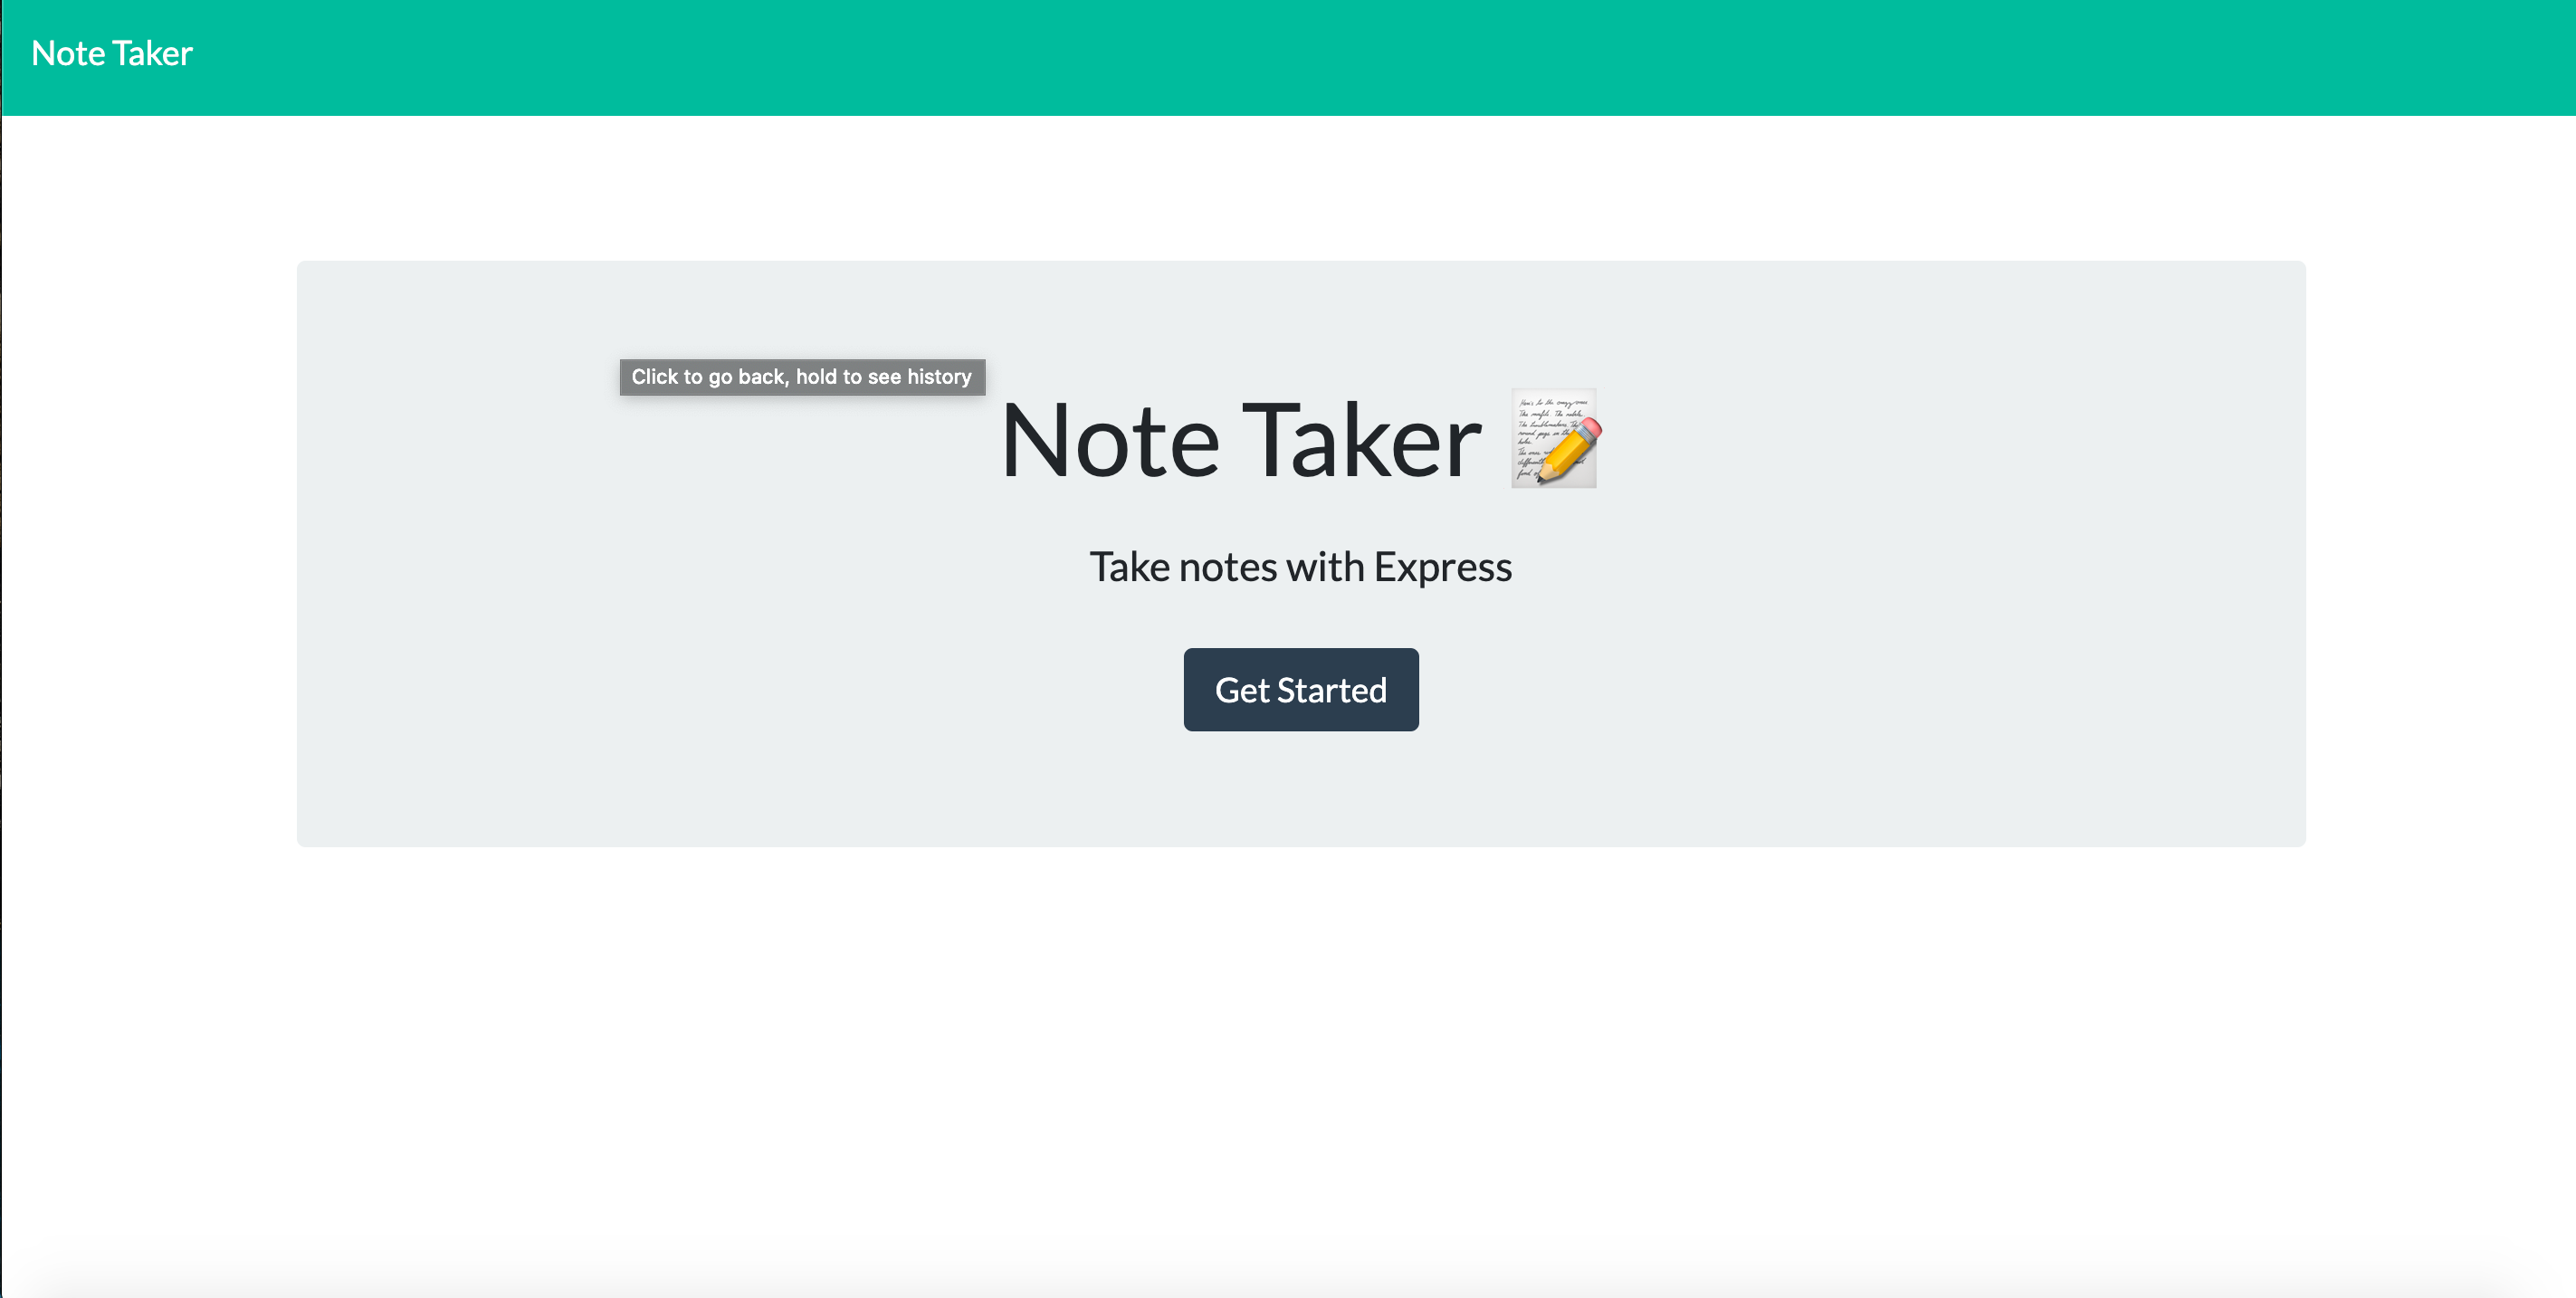 Note Taker
Click to go back, hold to see history
Note Taker
Take notes with Express
Get Started